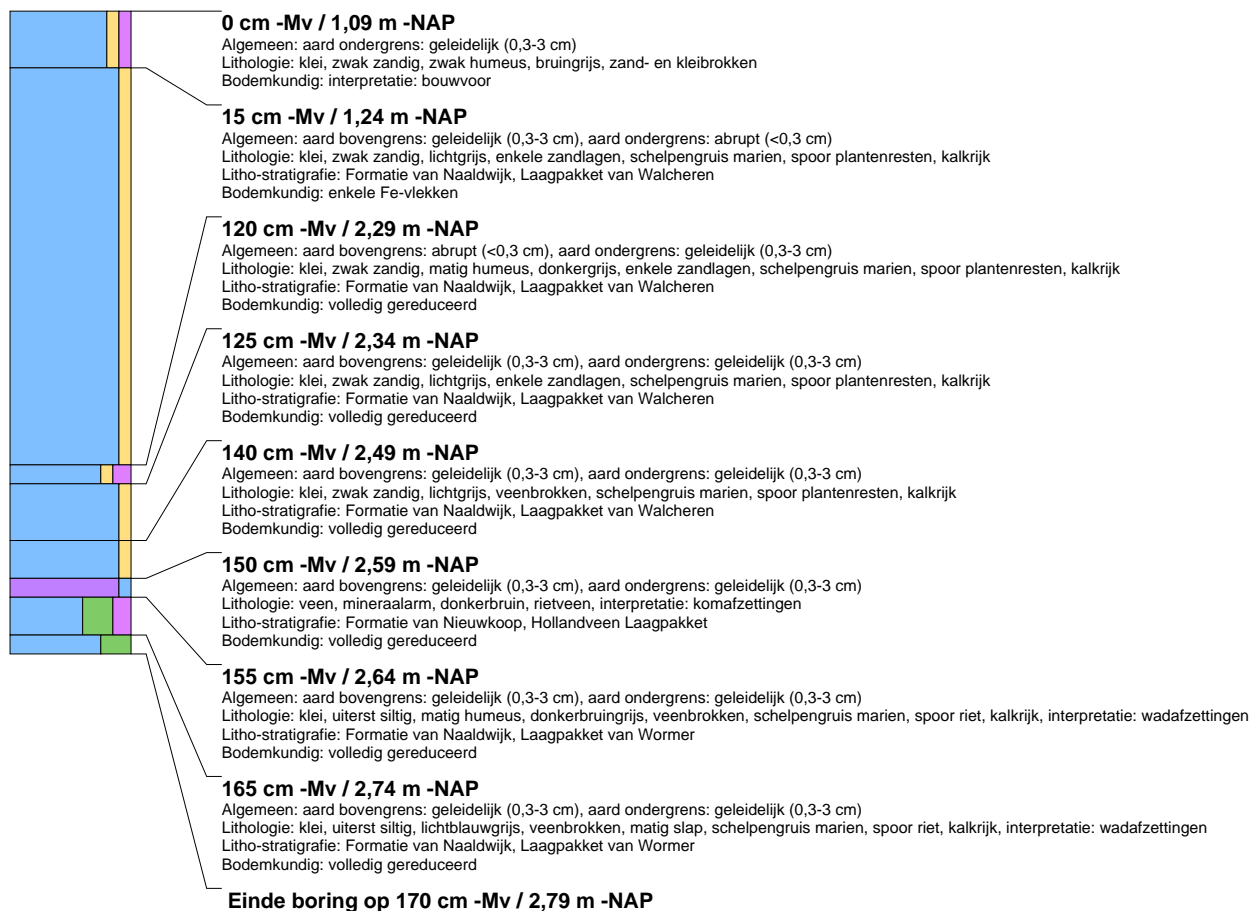 0 cm -Mv / 1,09 m -NAP
Algemeen: aard ondergrens: geleidelijk (0,3-3 cm)
Lithologie: klei, zwak zandig, zwak humeus, bruingrijs, zand- en kleibrokken
Bodemkundig: interpretatie: bouwvoor
15 cm -Mv / 1,24 m -NAP
Algemeen: aard bovengrens: geleidelijk (0,3-3 cm), aard ondergrens: abrupt (<0,3 cm)
Lithologie: klei, zwak zandig, lichtgrijs, enkele zandlagen, schelpengruis marien, spoor plantenresten, kalkrijk
Litho-stratigrafie: Formatie van Naaldwijk, Laagpakket van Walcheren
Bodemkundig: enkele Fe-vlekken
120 cm -Mv / 2,29 m -NAP
Algemeen: aard bovengrens: abrupt (<0,3 cm), aard ondergrens: geleidelijk (0,3-3 cm)
Lithologie: klei, zwak zandig, matig humeus, donkergrijs, enkele zandlagen, schelpengruis marien, spoor plantenresten, kalkrijk
Litho-stratigrafie: Formatie van Naaldwijk, Laagpakket van Walcheren
Bodemkundig: volledig gereduceerd
125 cm -Mv / 2,34 m -NAP
Algemeen: aard bovengrens: geleidelijk (0,3-3 cm), aard ondergrens: geleidelijk (0,3-3 cm)
Lithologie: klei, zwak zandig, lichtgrijs, enkele zandlagen, schelpengruis marien, spoor plantenresten, kalkrijk
Litho-stratigrafie: Formatie van Naaldwijk, Laagpakket van Walcheren
Bodemkundig: volledig gereduceerd
140 cm -Mv / 2,49 m -NAP
Algemeen: aard bovengrens: geleidelijk (0,3-3 cm), aard ondergrens: geleidelijk (0,3-3 cm)
Lithologie: klei, zwak zandig, lichtgrijs, veenbrokken, schelpengruis marien, spoor plantenresten, kalkrijk
Litho-stratigrafie: Formatie van Naaldwijk, Laagpakket van Walcheren
Bodemkundig: volledig gereduceerd
150 cm -Mv / 2,59 m -NAP
Algemeen: aard bovengrens: geleidelijk (0,3-3 cm), aard ondergrens: geleidelijk (0,3-3 cm)
Lithologie: veen, mineraalarm, donkerbruin, rietveen, interpretatie: komafzettingen
Litho-stratigrafie: Formatie van Nieuwkoop, Hollandveen Laagpakket
Bodemkundig: volledig gereduceerd
155 cm -Mv / 2,64 m -NAP
Algemeen: aard bovengrens: geleidelijk (0,3-3 cm), aard ondergrens: geleidelijk (0,3-3 cm)
Lithologie: klei, uiterst siltig, matig humeus, donkerbruingrijs, veenbrokken, schelpengruis marien, spoor riet, kalkrijk, interpretatie: wadafzettingen
Litho-stratigrafie: Formatie van Naaldwijk, Laagpakket van Wormer
Bodemkundig: volledig gereduceerd
165 cm -Mv / 2,74 m -NAP
Algemeen: aard bovengrens: geleidelijk (0,3-3 cm), aard ondergrens: geleidelijk (0,3-3 cm)
Lithologie: klei, uiterst siltig, lichtblauwgrijs, veenbrokken, matig slap, schelpengruis marien, spoor riet, kalkrijk, interpretatie: wadafzettingen
Litho-stratigrafie: Formatie van Naaldwijk, Laagpakket van Wormer
Bodemkundig: volledig gereduceerd
Einde boring op 170 cm -Mv / 2,79 m -NAP